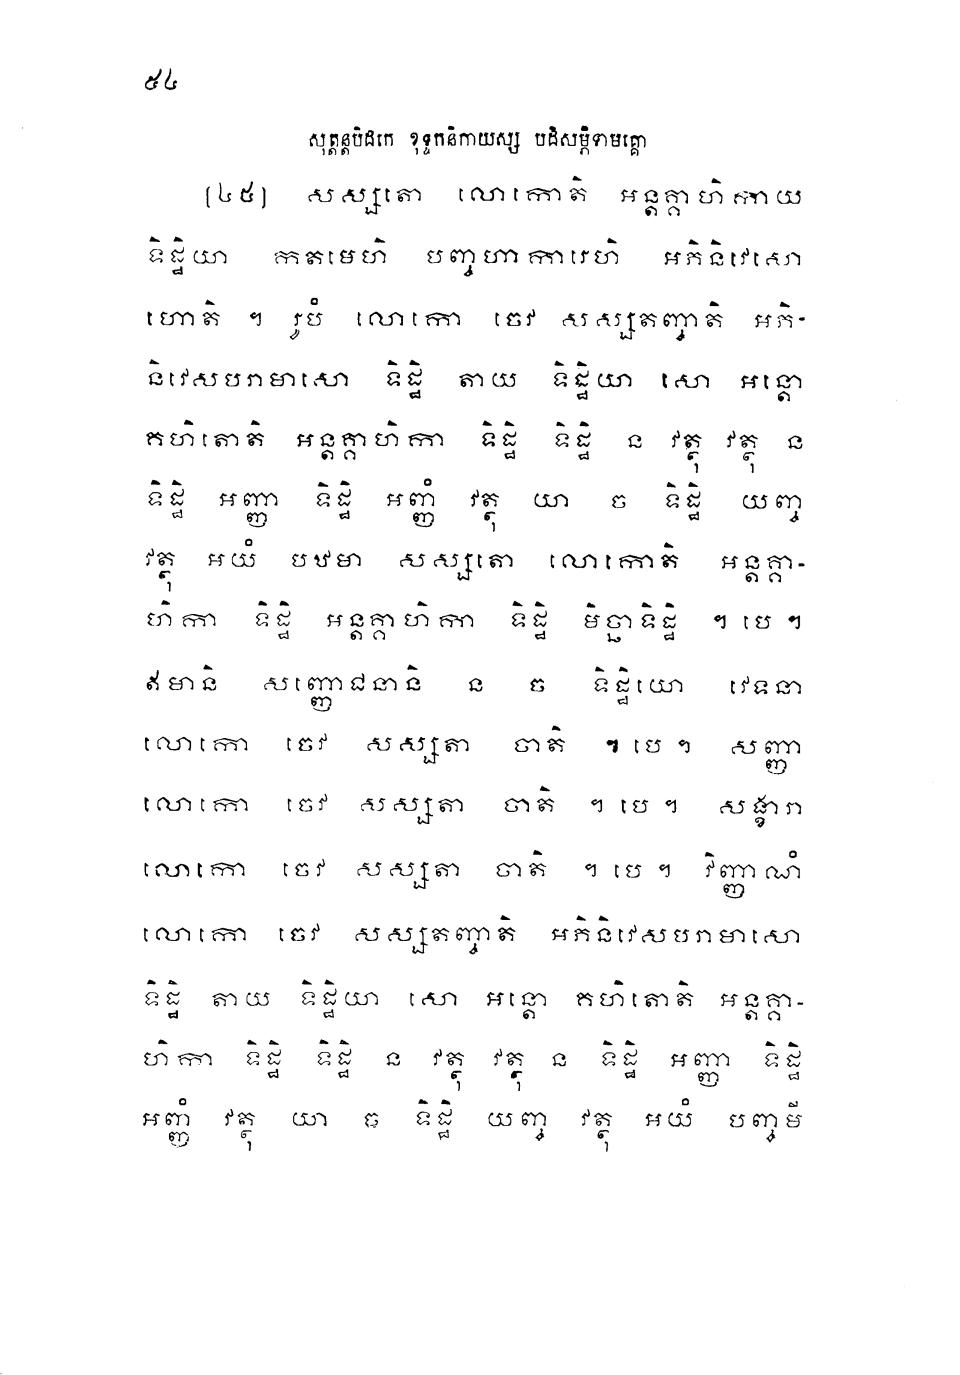 ៥៤
សុត្តន្តបិដកេ ខុទ្ទកនិកាយស្ស បដិសម្ភិទាមគ្គោ
(៤៥) សស្សតោ លោកោតិ អន្តគ្គាហិកាយ
ទិដ្ឋិយា កតមេហិ បញ្ចហាការេហិ អភិនិវេសោ
ហោតិ ។ រូបំ លោកោ ចេវ សស្សតញ្ចាតិ អភិ-
និវេសបរាមាសោ ទិដ្ឋិ តាយ ទិដ្ឋិយា សោ អន្តោ
គហិតោតិ អន្តគ្គាហិកា ទិដ្ឋិ ទិដ្ឋិ ន វត្ថុ វត្ថុ ន
ទិដ្ឋិ អញ្ញា ទិដ្ឋិ អញ្ញំ វត្ថុ យា ច ទិដ្ឋិ យញ្ច
វត្ថុ អយំ បឋមា សស្សតោ លោកោតិ អន្តគ្គា-
ហិកា ទិដ្ឋិ អន្តគ្គាហិកា ទិដ្ឋិ មិច្ឆាទិដ្ឋិ ។ បេ ។
ឥមានិ សញ្ញោជនានិ ន ច ទិដ្ឋិយោ វេទនា
លោកោ ចេវ សស្សតា ចាតិ ។ បេ ។ សញ្ញា
លោកោ ចេវ សស្សតា ចាតិ ។ បេ ។ សង្ខារា
លោកោ ចេវ សស្សតា ចាតិ ។ បេ ។ វិញ្ញាណំ
លោកោ ចេវ សស្សតញ្ចាតិ អភិនិវេសបរាមាសោ
ទិដ្ឋិ តាយ ទិដ្ឋិយា សោ អន្តោ គហិតោតិ អន្តគ្គា-
ហិកា ទិដ្ឋិ ទិដ្ឋិ ន វត្ថុ វត្ថុ ន ទិដ្ឋិ អញ្ញា ទិដ្ឋិ
អញ្ញំ វត្ថុ យា ច ទិដ្ឋិ យញ្ច វត្ថុ អយំ បញ្ចមី